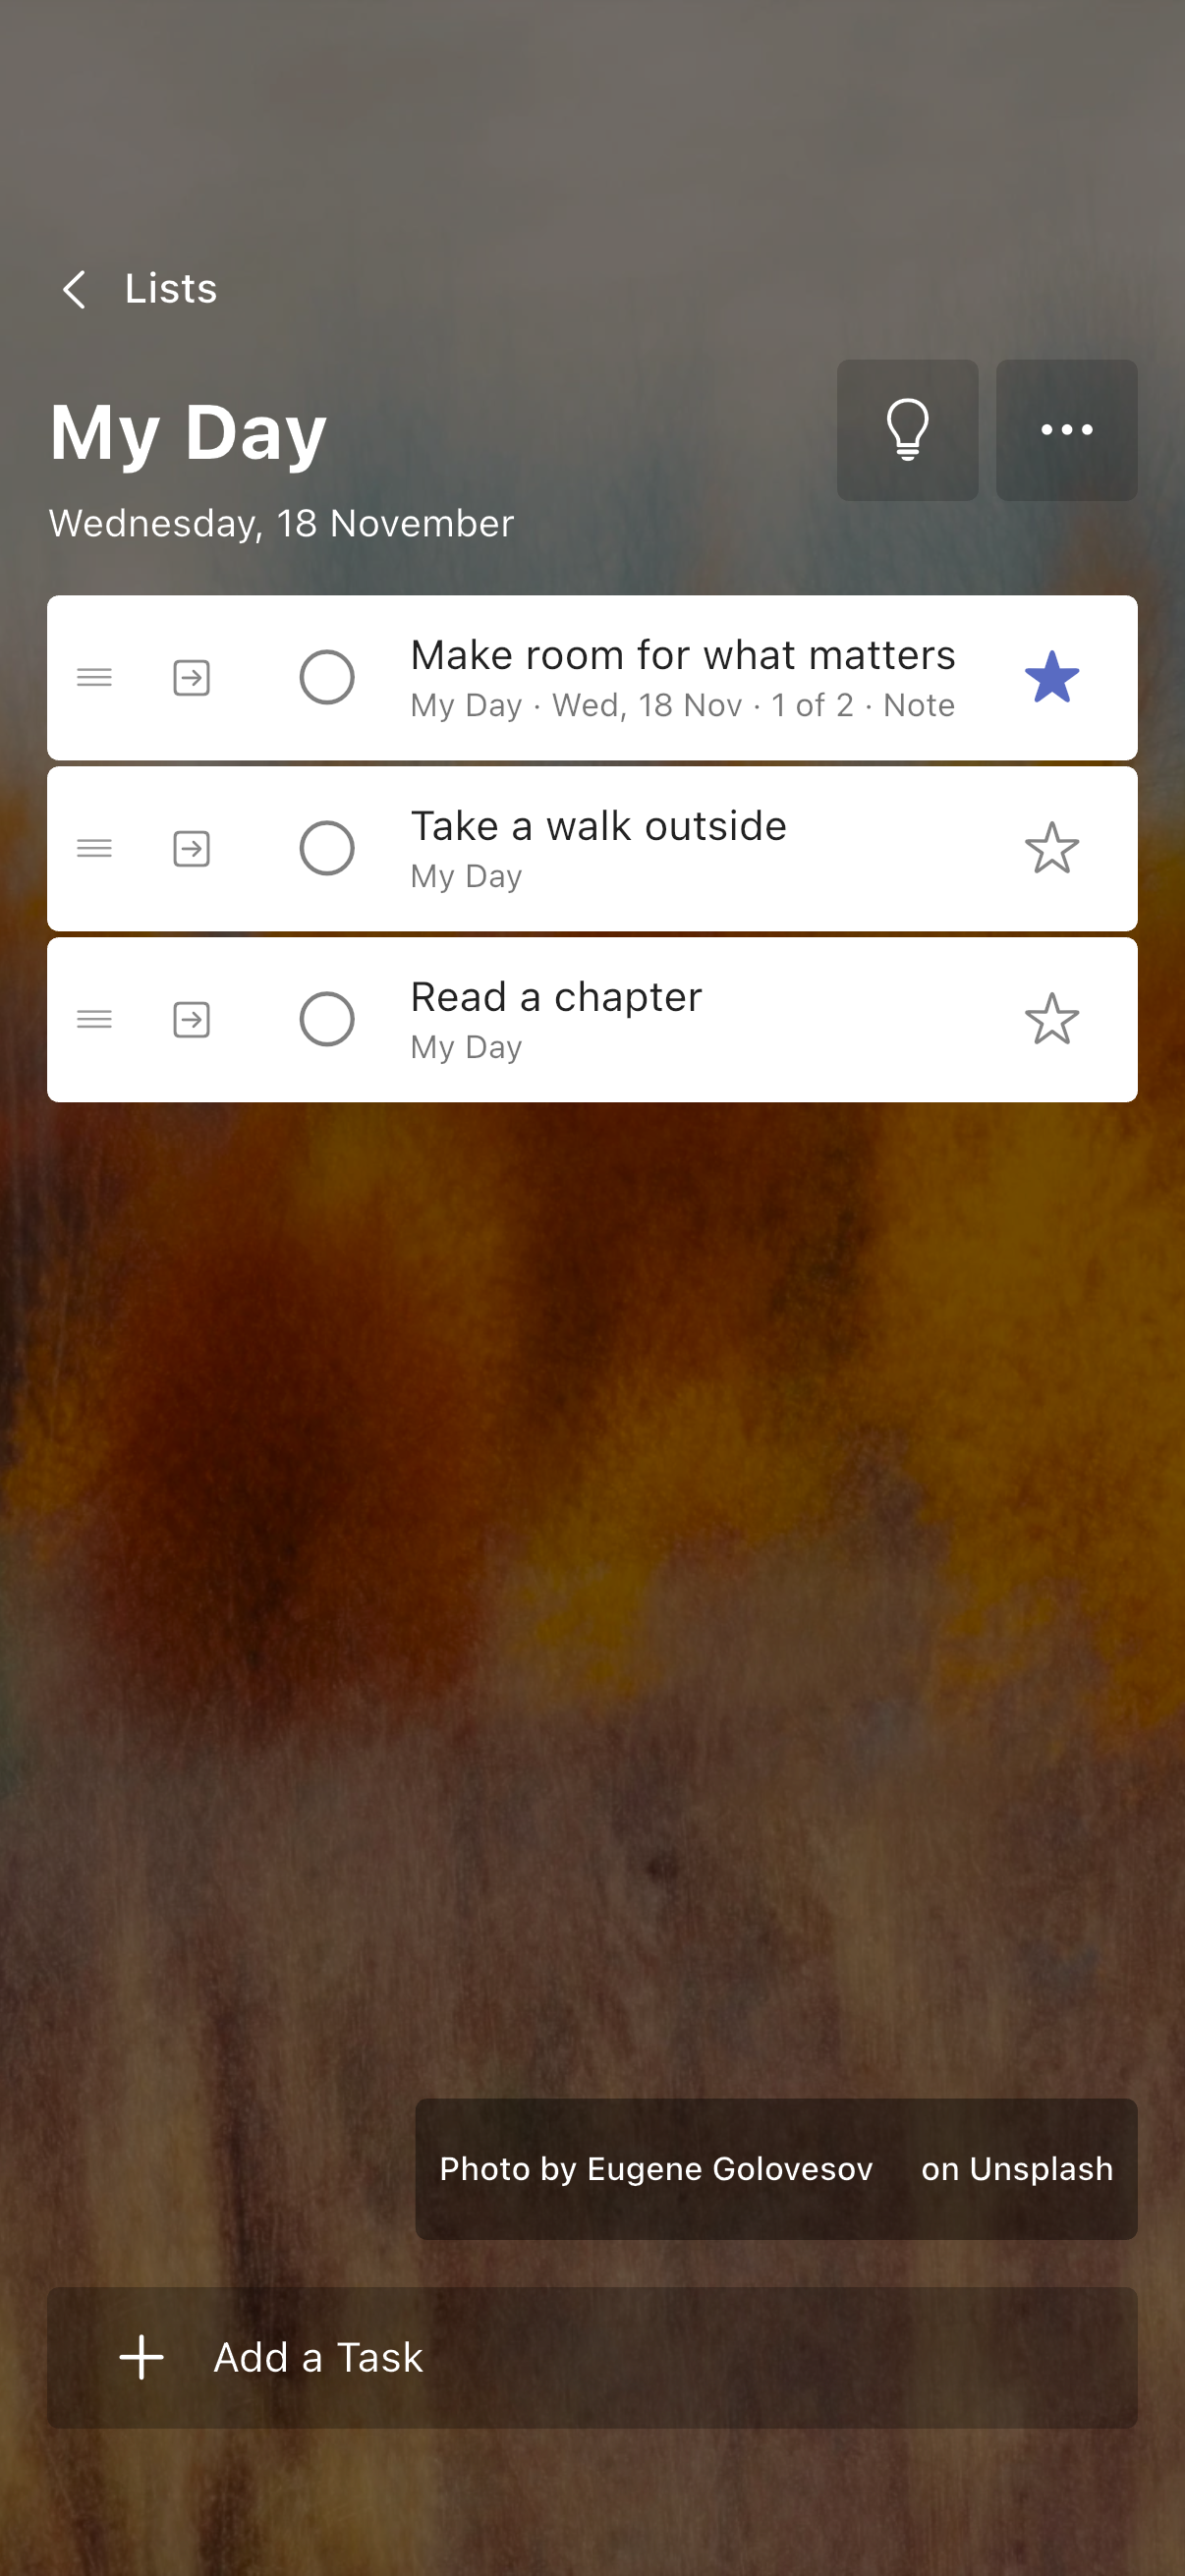 Lists
My Day
Wednesday, 18 November
Make room for what matters
My Day · Wed, 18 Nov · 1 of 2 · Note
Take a walk outside
My Day
Read a chapter
My Day
Photo by Eugene Golovesov on Unsplash
Add a Task